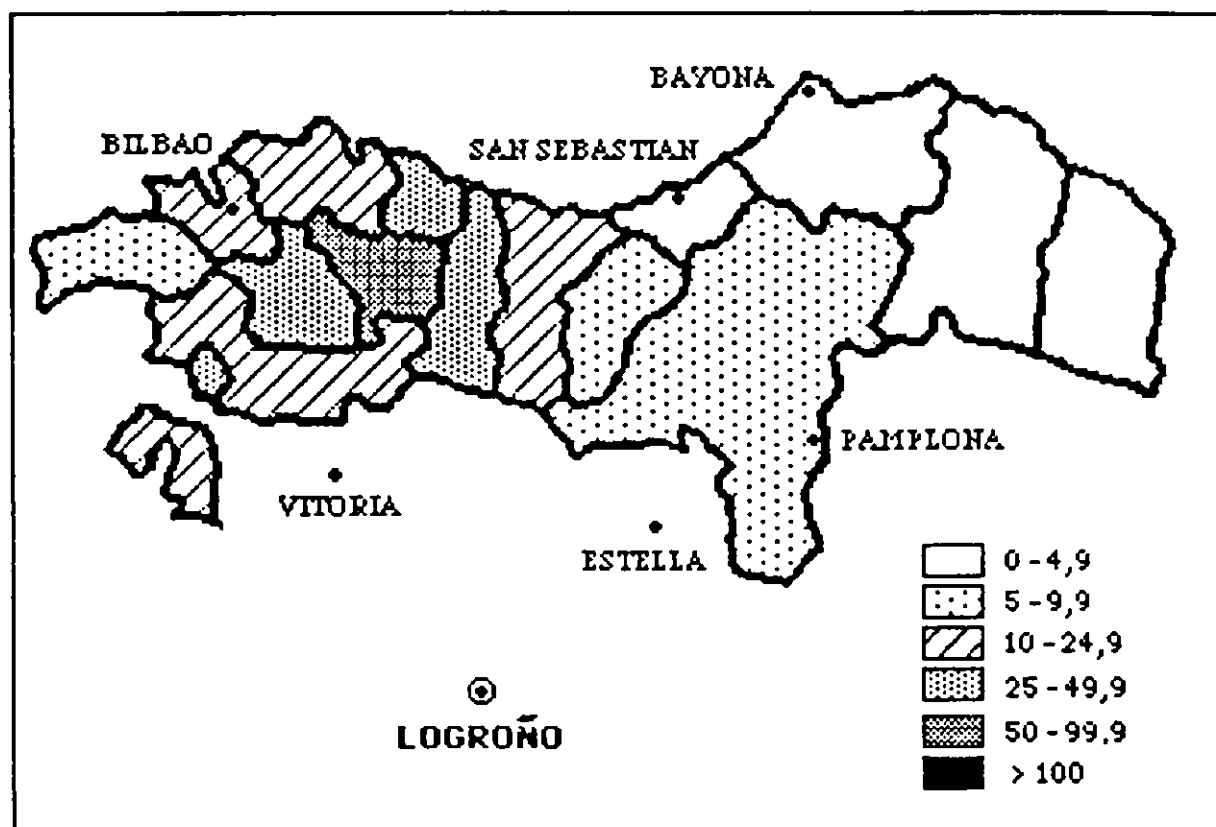 BAYONA
BILBAO
SAN SEBASTIAN
PAMPLONA
VITORIA
ESTELLA
LOGROÑO
0 - 4,9
5 - 9,9
10 - 24,9
25 - 49,9
50 - 99,9
> 100